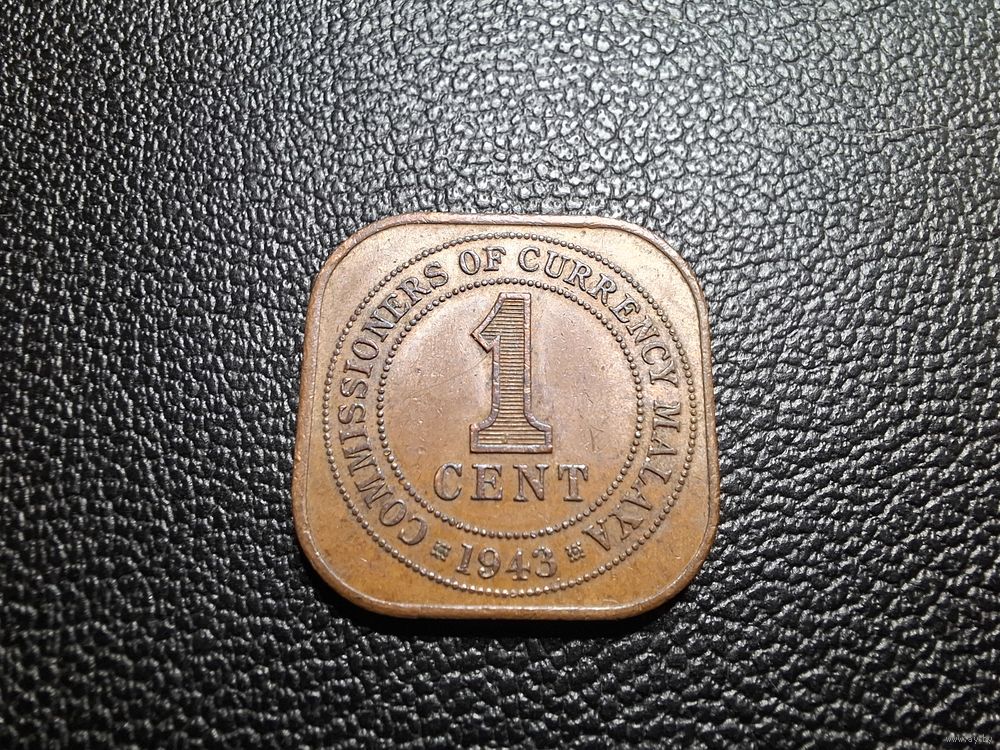 COMMISSIONERS OF CURRENCY MALAYA
1
CENT
1943